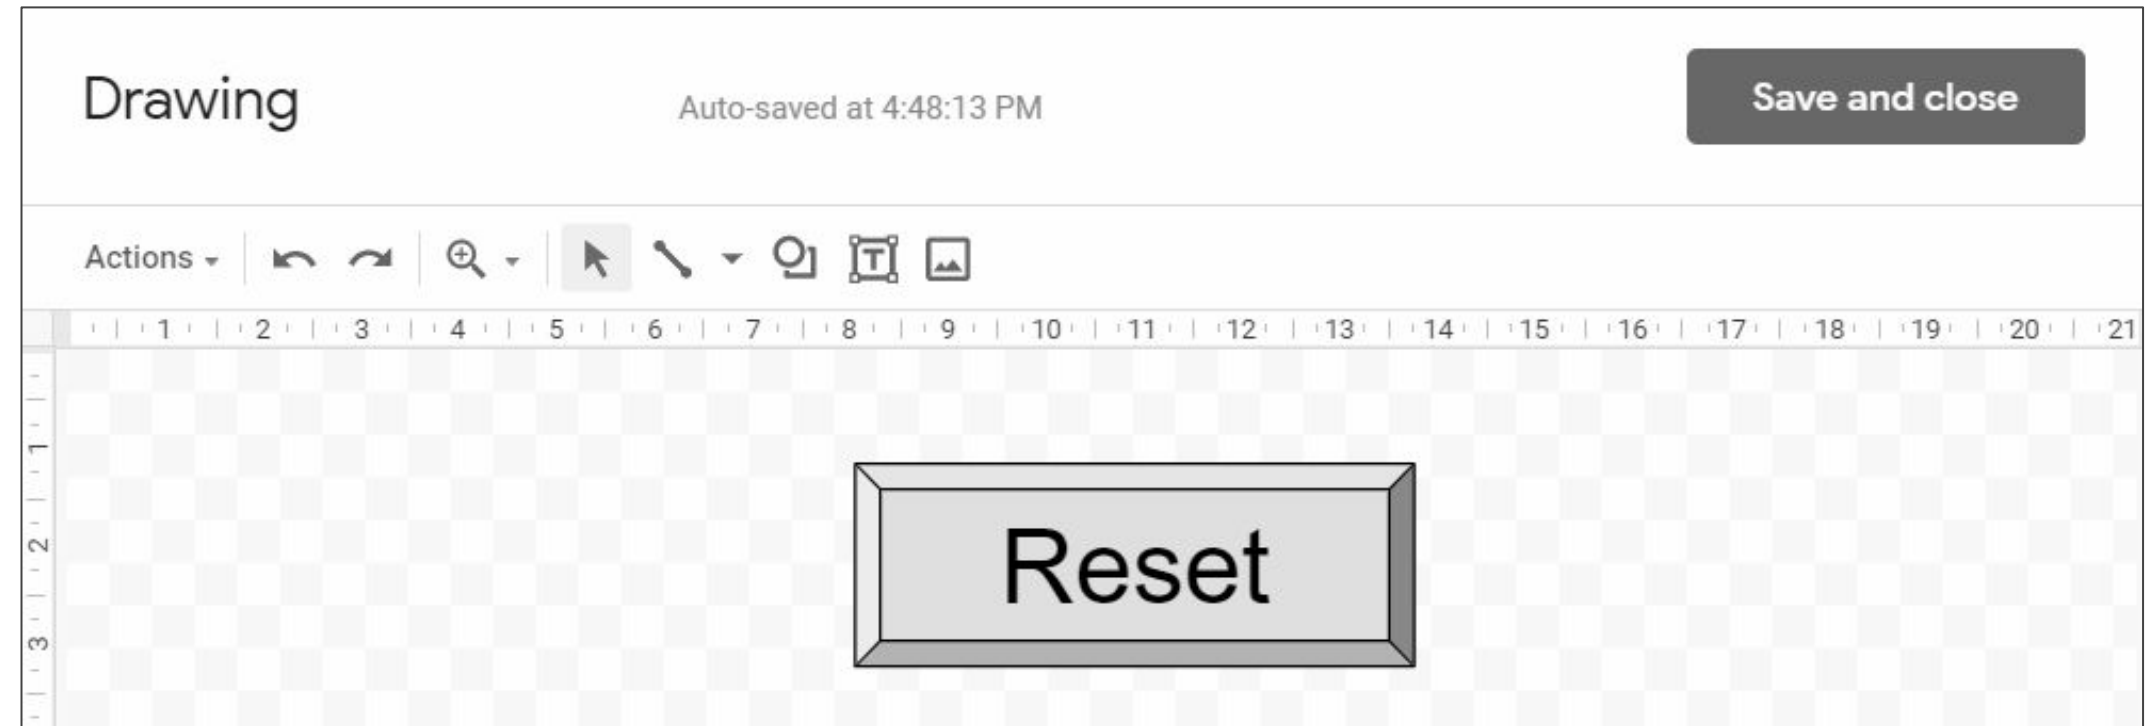 Drawing
Auto-saved at 4:48:13 PM
Save and close
Actions
1 2 3 4 5 6 7 8 9 10 11 12 13 14 15 16 17 18 19 20 21
1
2
3
Reset